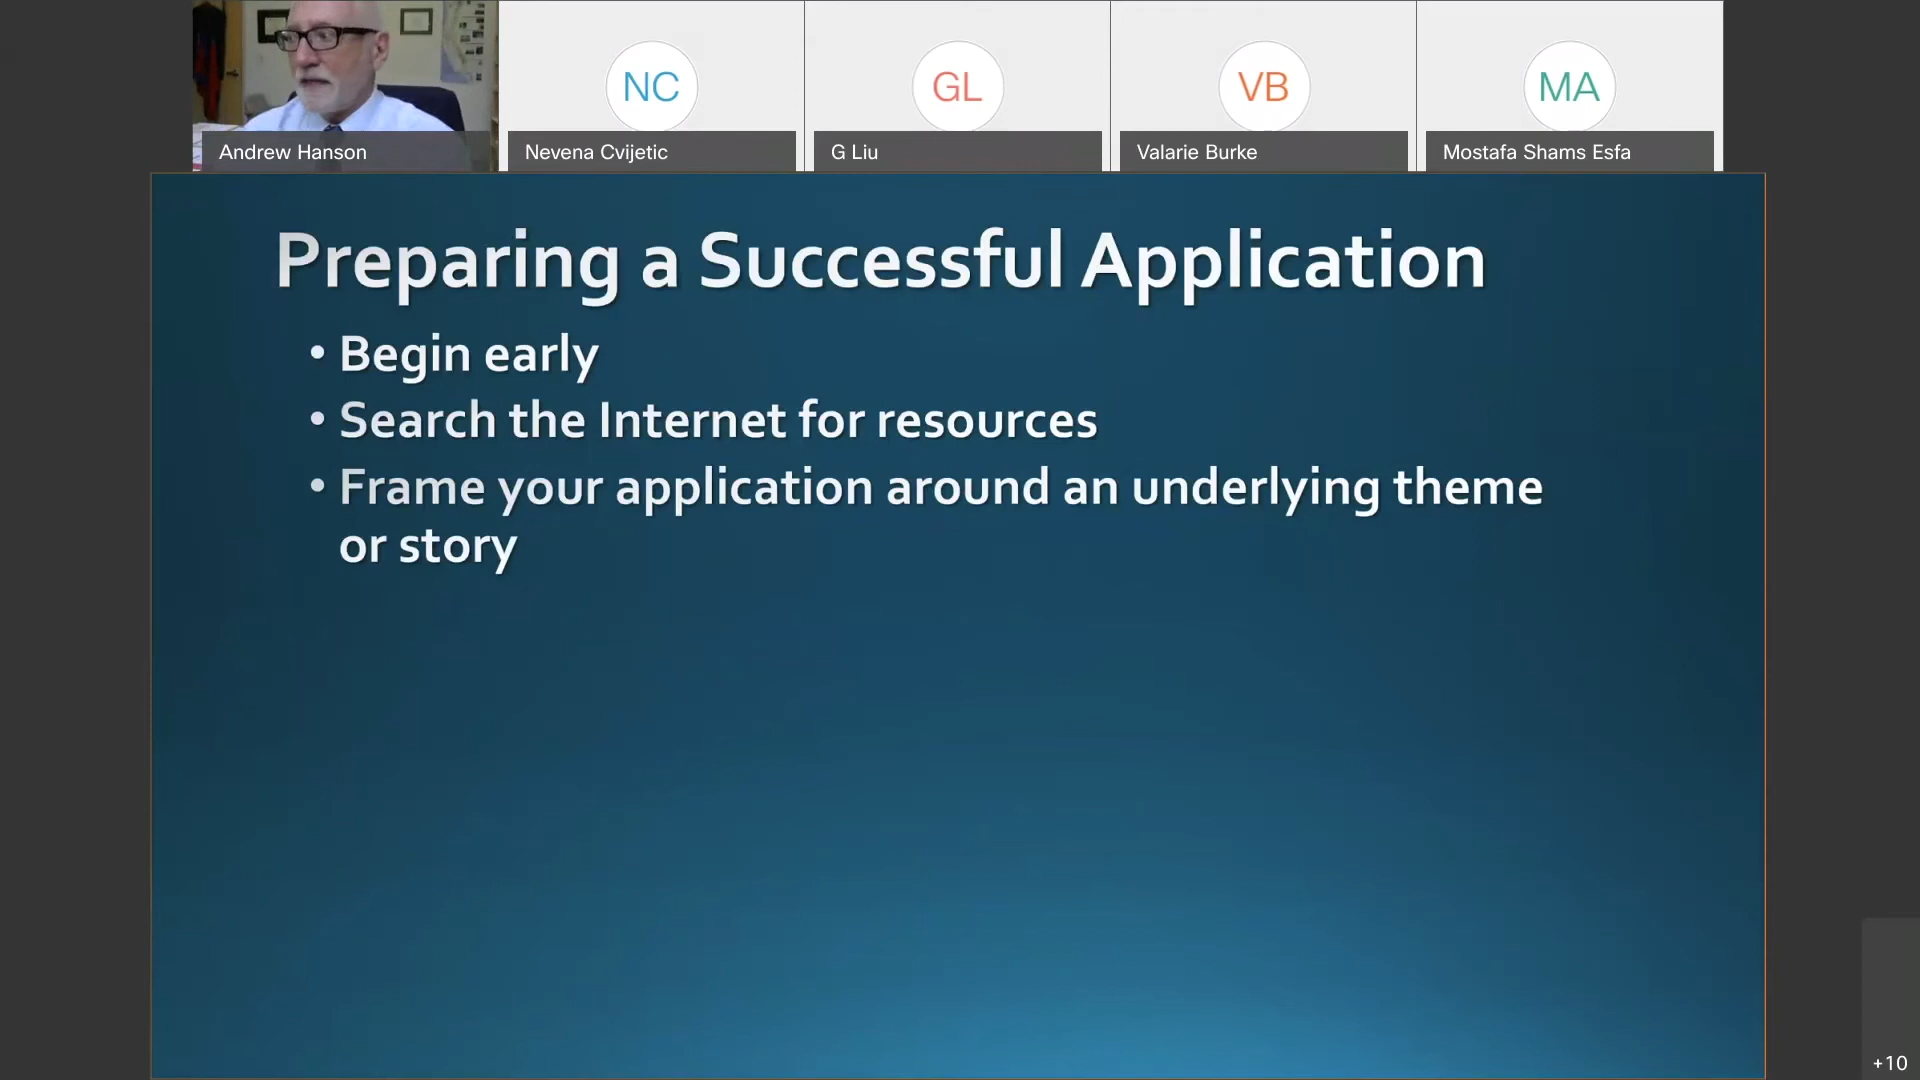 NC
GL
VB
MA
Andrew Hanson
Nevena Cvijetic
G Liu
Valarie Burke
Mostafa Shams Esfa
Preparing a Successful Application
• Begin early
• Search the Internet for resources
• Frame your application around an underlying theme
or story
+10